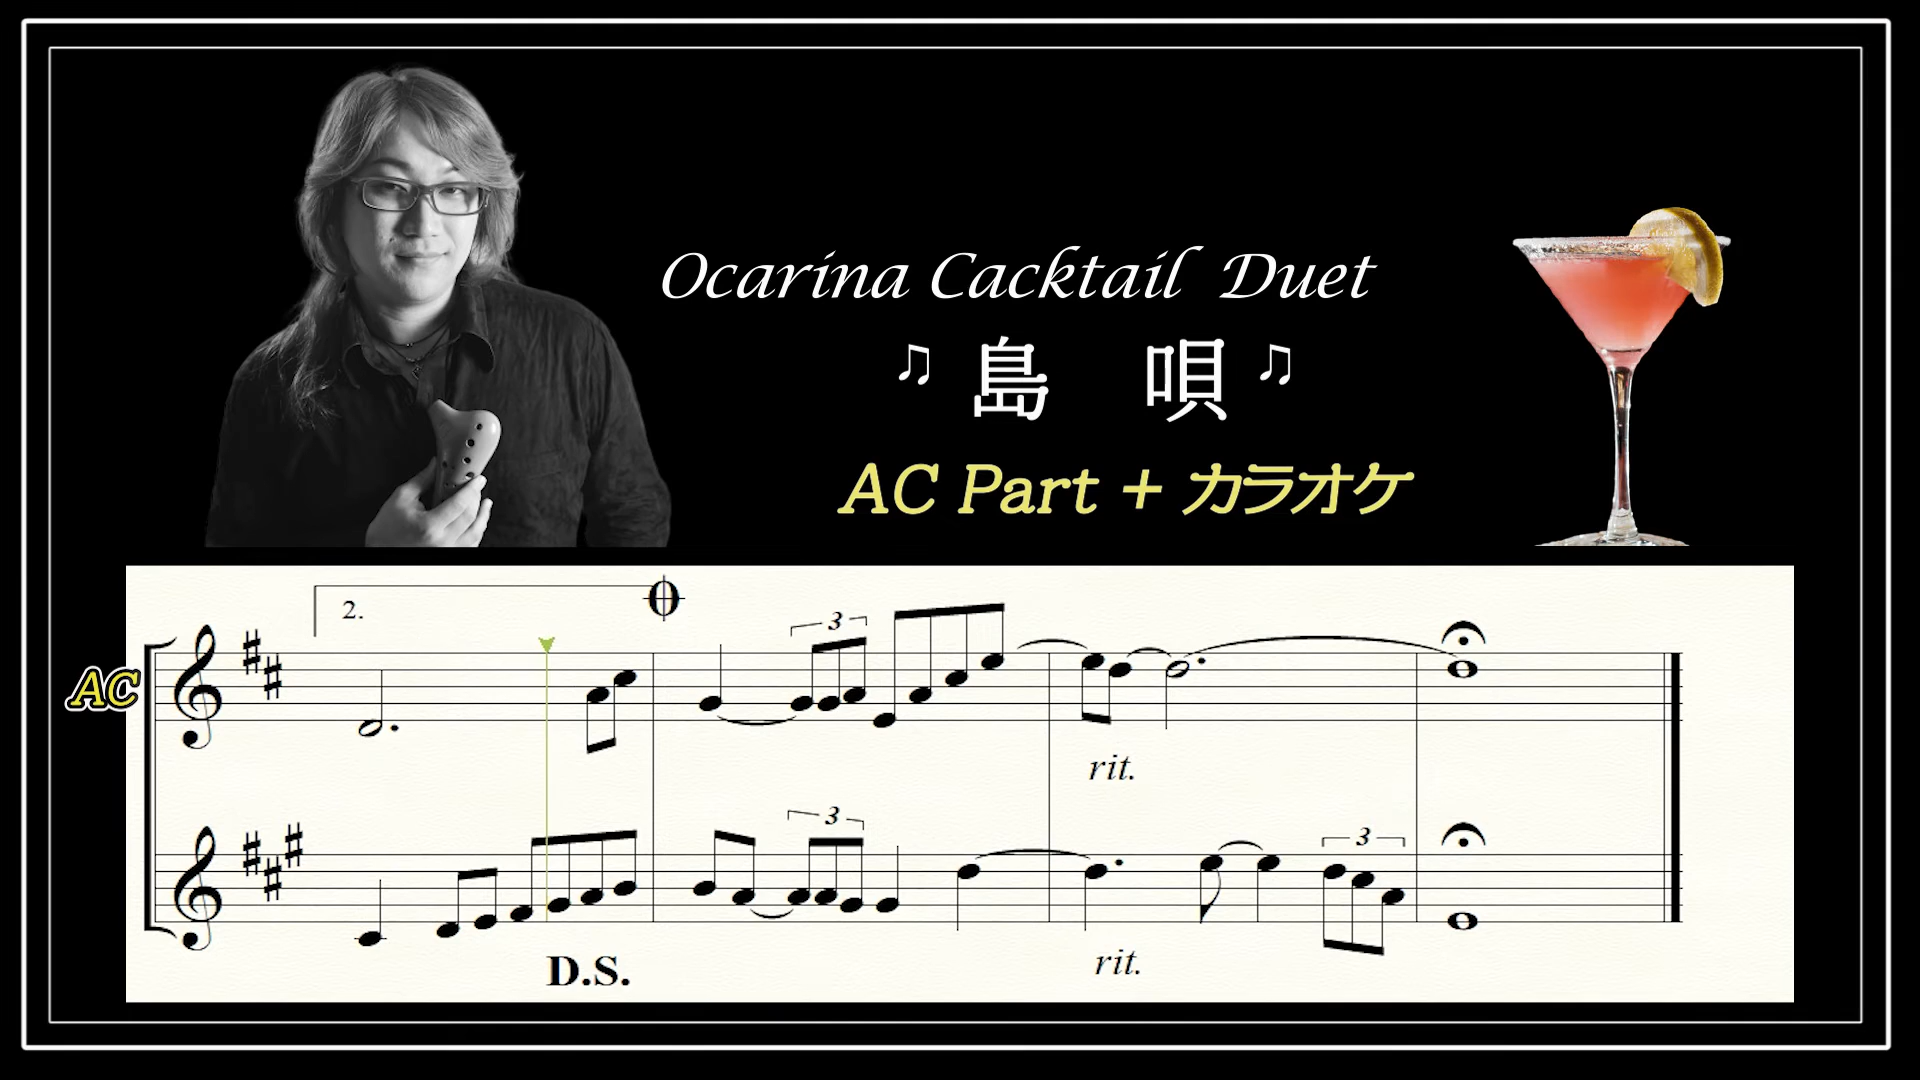 Ocarina Cacktail Duet
♫ 島 唄 ♫
AC Part + カラオケ
2.
3
AC
rit.
3
3
D.S.
rit.